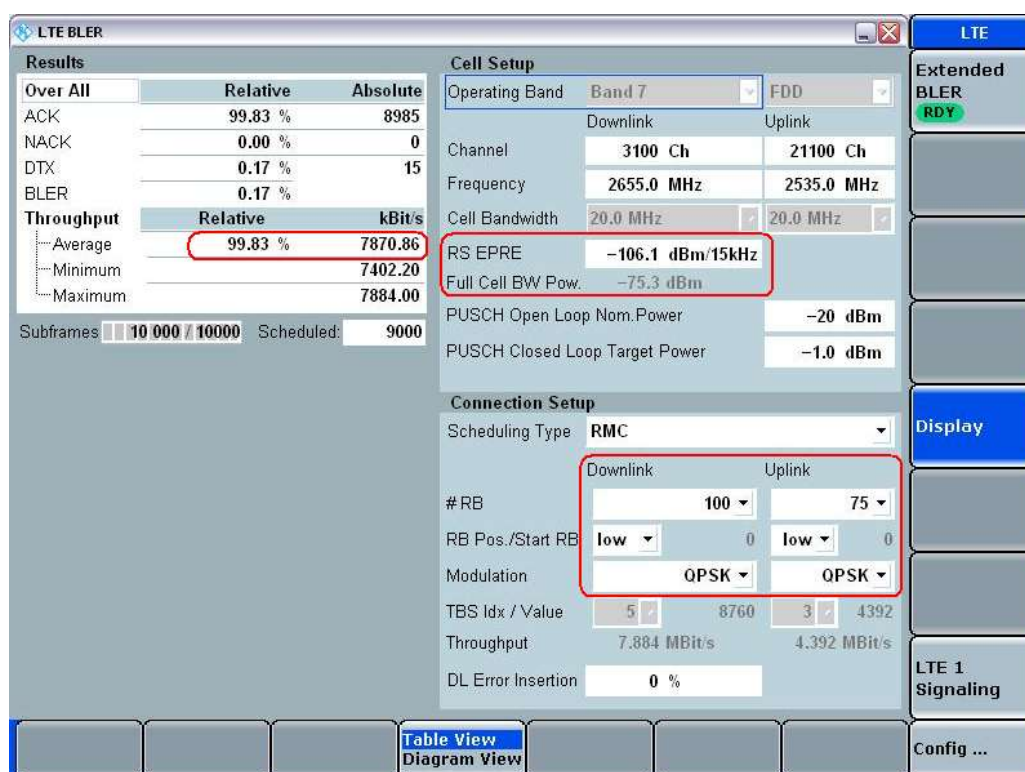 LTE BLER
Results
Over All Relative Absolute
ACK 99.83 % 8985
NACK 0.00 % 0
DTX 0.17 % 15
BLER 0.17 %
Throughput Relative kBit/s
Average 99.83 % 7870.86
Minimum 7402.20
Maximum 7884.00
Subframes 10 000 / 10000 Scheduled: 9000
Cell Setup
Operating Band Band 7 FDD
Downlink Uplink
Channel 3100 Ch 21100 Ch
Frequency 2655.0 MHz 2535.0 MHz
Cell Bandwidth 20.0 MHz 20.0 MHz
RS EPRE −106.1 dBm/15kHz
Full Cell BW Pow. −75.3 dBm
PUSCH Open Loop Nom.Power −20 dBm
PUSCH Closed Loop Target Power −1.0 dBm
Connection Setup
Scheduling Type RMC
Downlink Uplink
# RB 100 75
RB Pos./Start RB low 0 low 0
Modulation QPSK QPSK
TBS Idx / Value 5 8760 3 4392
Throughput 7.884 MBit/s 4.392 MBit/s
DL Error Insertion 0 %
LTE
Extended
BLER
RDY
Display
LTE 1
Signaling
Config ...
Table View
Diagram View